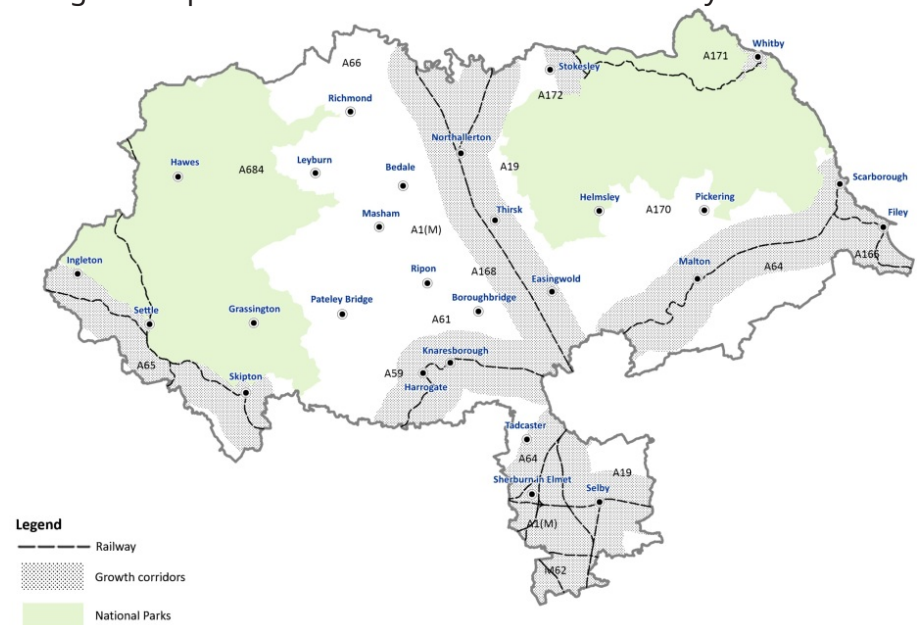 A66
A171
Whitby
Stokesley
A172
Richmond
Northallerton
Hawes
A684
Leyburn
Bedale
A19
Scarborough
Masham
A1(M)
Thirsk
Helmsley
A170
Pickering
Filey
Ingleton
Ripon
A168
Easingwold
Malton
A64
A165
Settle
Grassington
Pateley Bridge
A61
Boroughbridge
A65
Skipton
A59
Knaresborough
Harrogate
Tadcaster
A64
A19
Sherburn in Elmet
Selby
A1(M)
M62
Legend
Railway
Growth corridors
National Parks